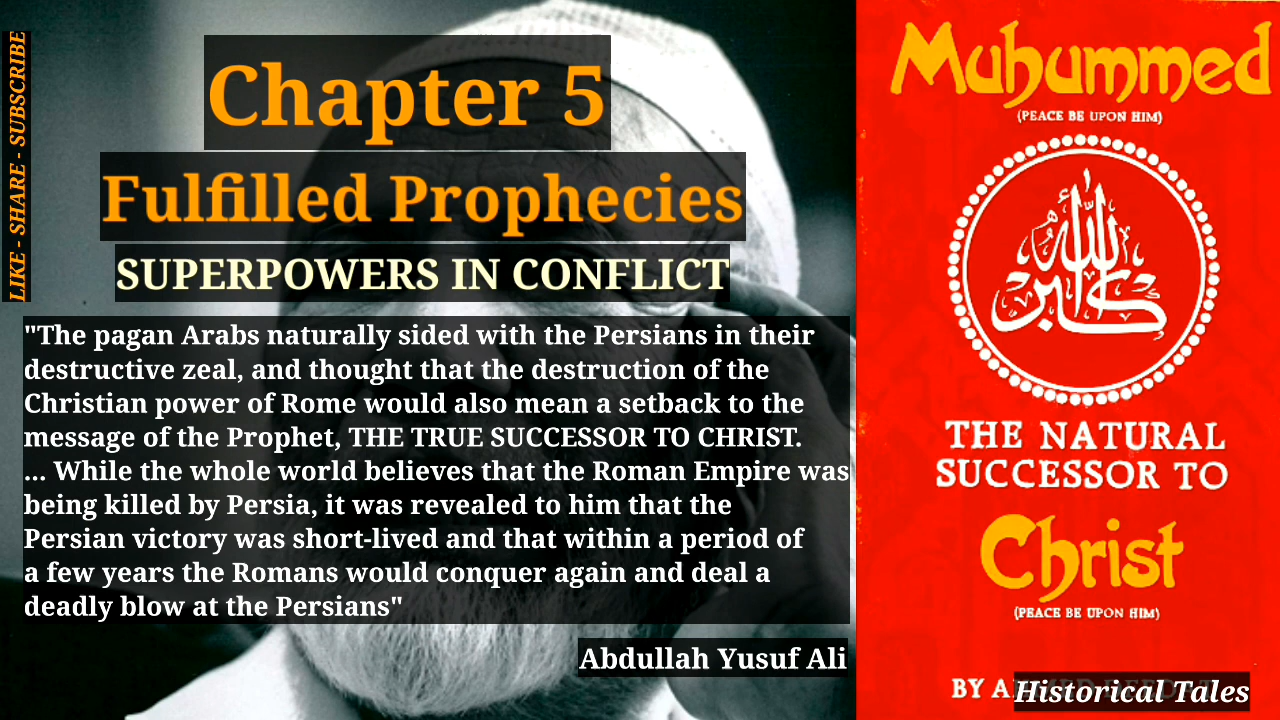 LIKE - SHARE - SUBSCRIBE
Chapter 5
Fulfilled Prophecies
SUPERPOWERS IN CONFLICT
"The pagan Arabs naturally sided with the Persians in their
destructive zeal, and thought that the destruction of the
Christian power of Rome would also mean a setback to the
message of the Prophet, THE TRUE SUCCESSOR TO CHRIST.
... While the whole world believes that the Roman Empire was
being killed by Persia, it was revealed to him that the
Persian victory was short-lived and that within a period of
a few years the Romans would conquer again and deal a
deadly blow at the Persians"
Abdullah Yusuf Ali
Muhummed
(PEACE BE UPON HIM)
الله
اكبر
THE NATURAL
SUCCESSOR TO
Christ
(PEACE BE UPON HIM)
BY
Historical Tales